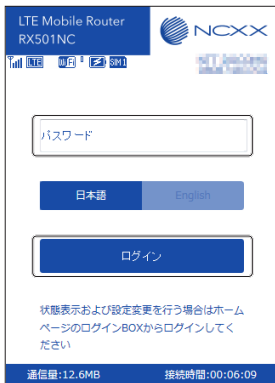 LTE Mobile Router
RX501NC
NCXX
LTE SIM1
パスワード
日本語 English
ログイン
状態表示および設定変更を行う場合はホーム
ページのログインBOXからログインしてく
ださい
通信量:12.6MB 接続時間:00:06:09